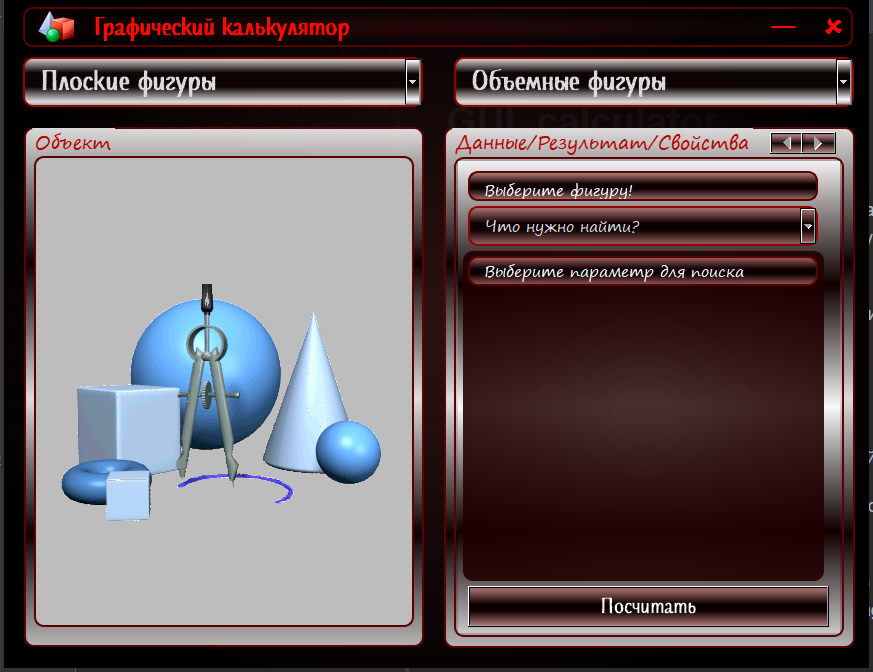 Графический калькулятор
Плоские фигуры
Объемные фигуры
GUI calculator
Объект
Данные/Результат/Свойства
Выберите фигуру!
Что нужно найти?
Выберите параметр для поиска
Посчитать